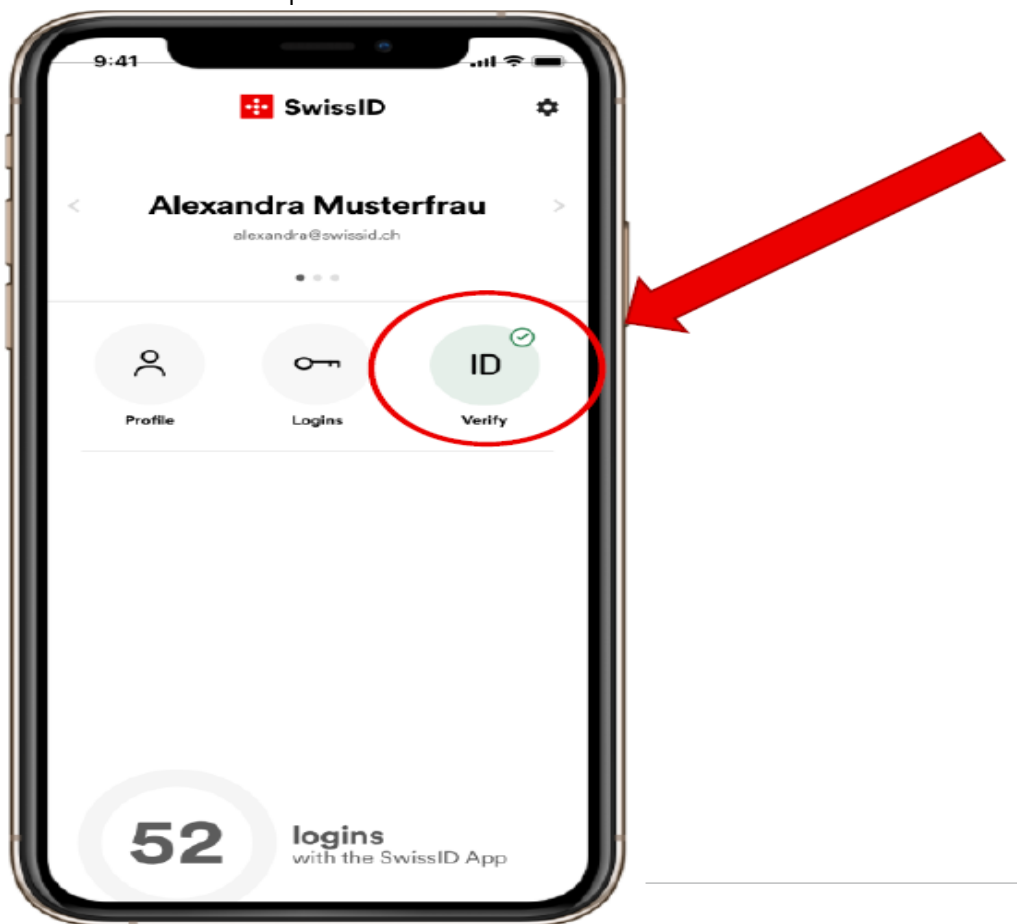 9:41
SwissID
Alexandra Musterfrau
alexandra@swissid.ch
ID
Profile
Logins
Verify
52
logins
with the SwissID App